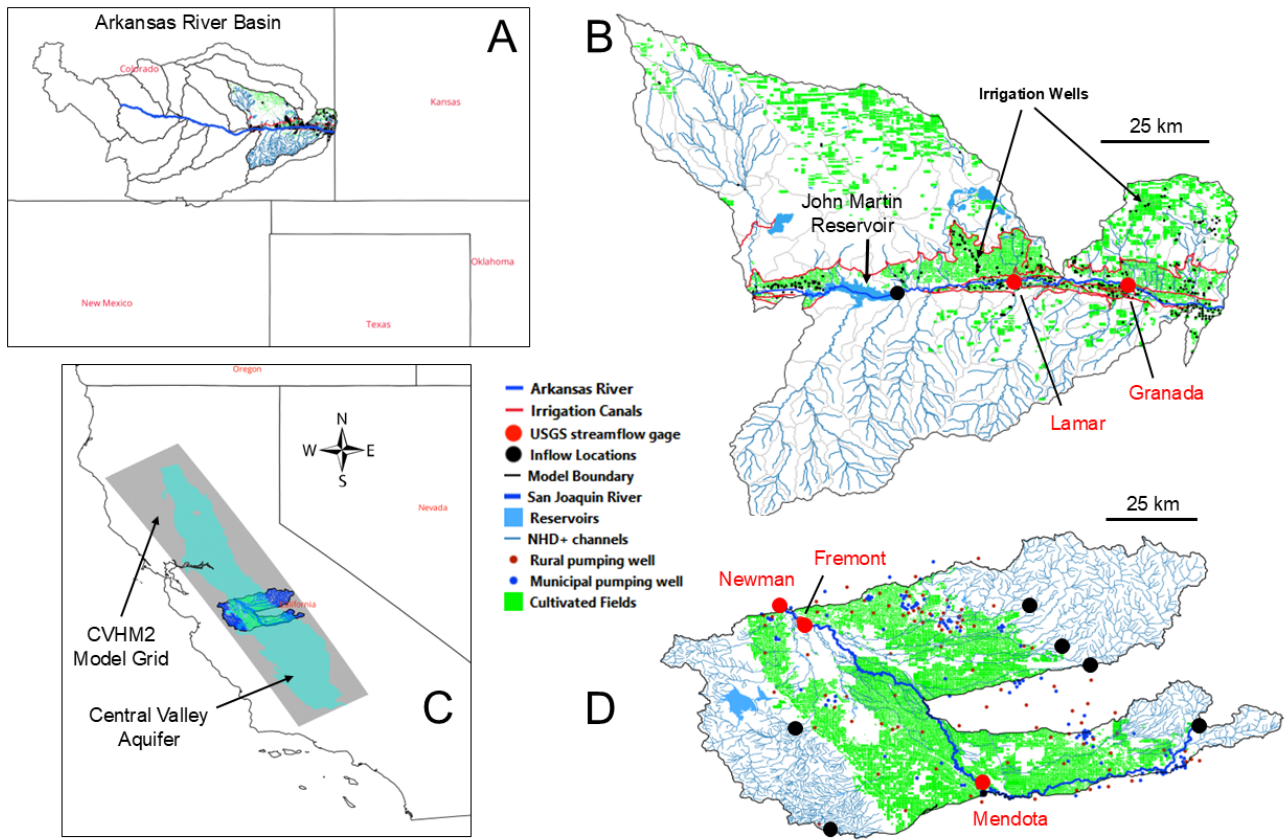 Arkansas River Basin
A
Colorado
Kansas
New Mexico
Texas
Oklahoma
B
Irrigation Wells
25 km
John Martin
Reservoir
Granada
Lamar
Oregon
N
W
E
S
Nevada
California
CVHM2
Model Grid
Central Valley
Aquifer
C
Arkansas River
Irrigation Canals
USGS streamflow gage
Inflow Locations
Model Boundary
San Joaquin River
Reservoirs
NHD+ channels
Rural pumping well
Municipal pumping well
Cultivated Fields
25 km
Fremont
Newman
D
Mendota